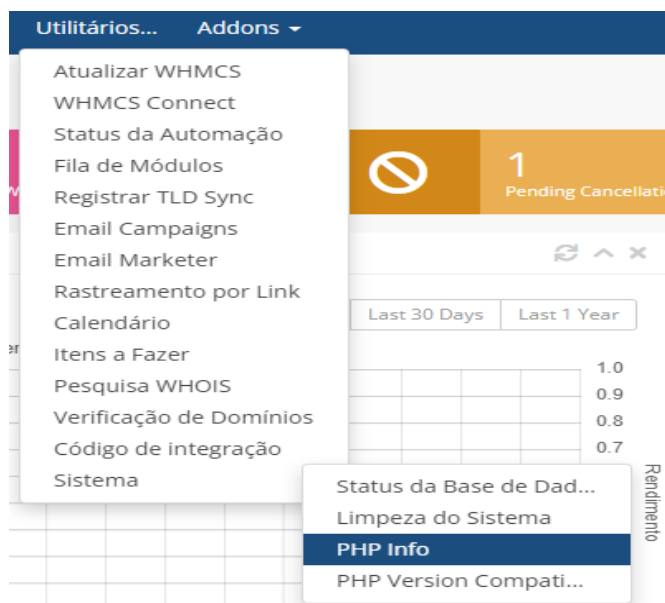 Utilitários... Addons
Atualizar WHMCS
WHMCS Connect
Status da Automação
Fila de Módulos
Registrar TLD Sync
Email Campaigns
Email Marketer
Rastreamento por Link
Calendário
Itens a Fazer
Pesquisa WHOIS
Verificação de Domínios
Código de integração
Sistema
Status da Base de Dad...
Limpeza do Sistema
PHP Info
PHP Version Compati...
1
Pending Cancellati
Last 30 Days Last 1 Year
1.0
0.9
0.8
0.7
Rendimento